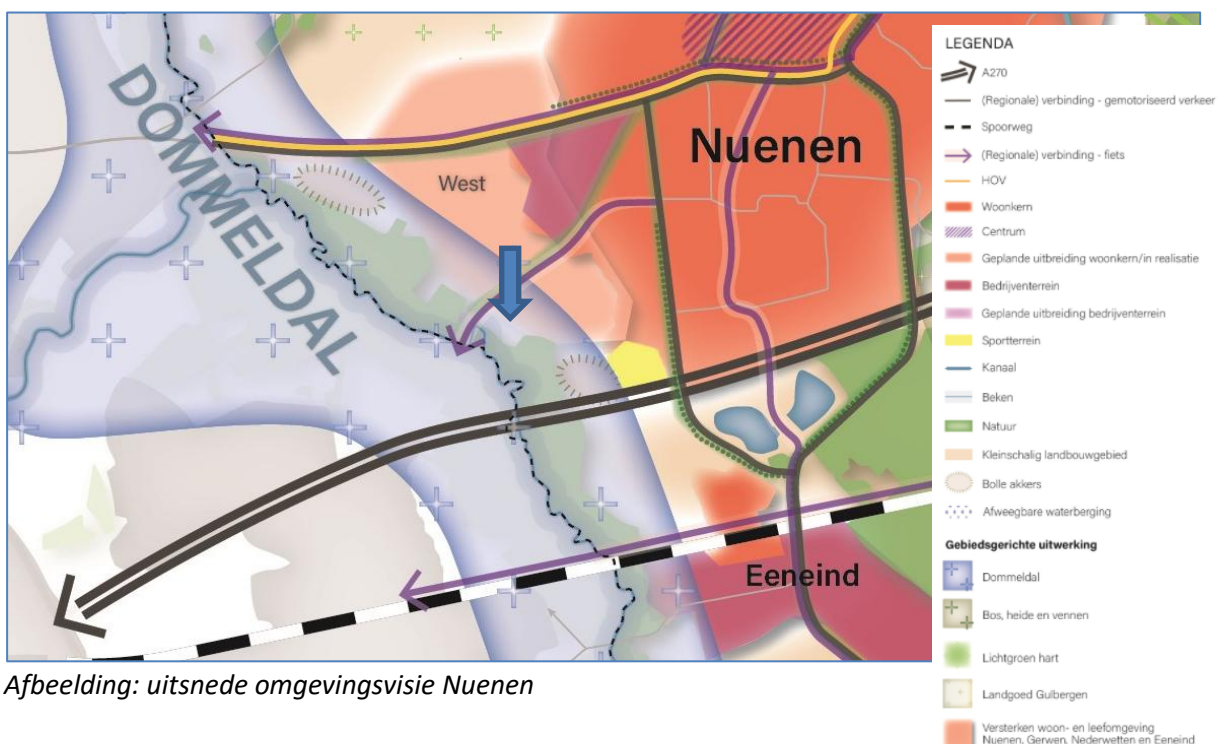 DOMMELDAL
West
Nuenen
Eeneind
LEGENDA
A270
(Regionale) verbinding - gemotoriseerd verkeer
Spoorweg
(Regionale) verbinding - fiets
HOV
Woonkern
Centrum
Geplande uitbreiding woonkern/in realisatie
Bedrijventerrein
Geplande uitbreiding bedrijventerrein
Sportterrein
Kanaal
Beken
Natuur
Kleinschalig landbouwgebied
Bolle akkers
Afweegbare waterberging
Gebiedsgerichte uitwerking
Dommeldal
Bos, heide en vennen
Lichtgroen hart
Landgoed Gulbergen
Versterken woon- en leefomgeving
Nuenen, Gerwen, Nederwetten en Eeneind
Afbeelding: uitsnede omgevingsvisie Nuenen